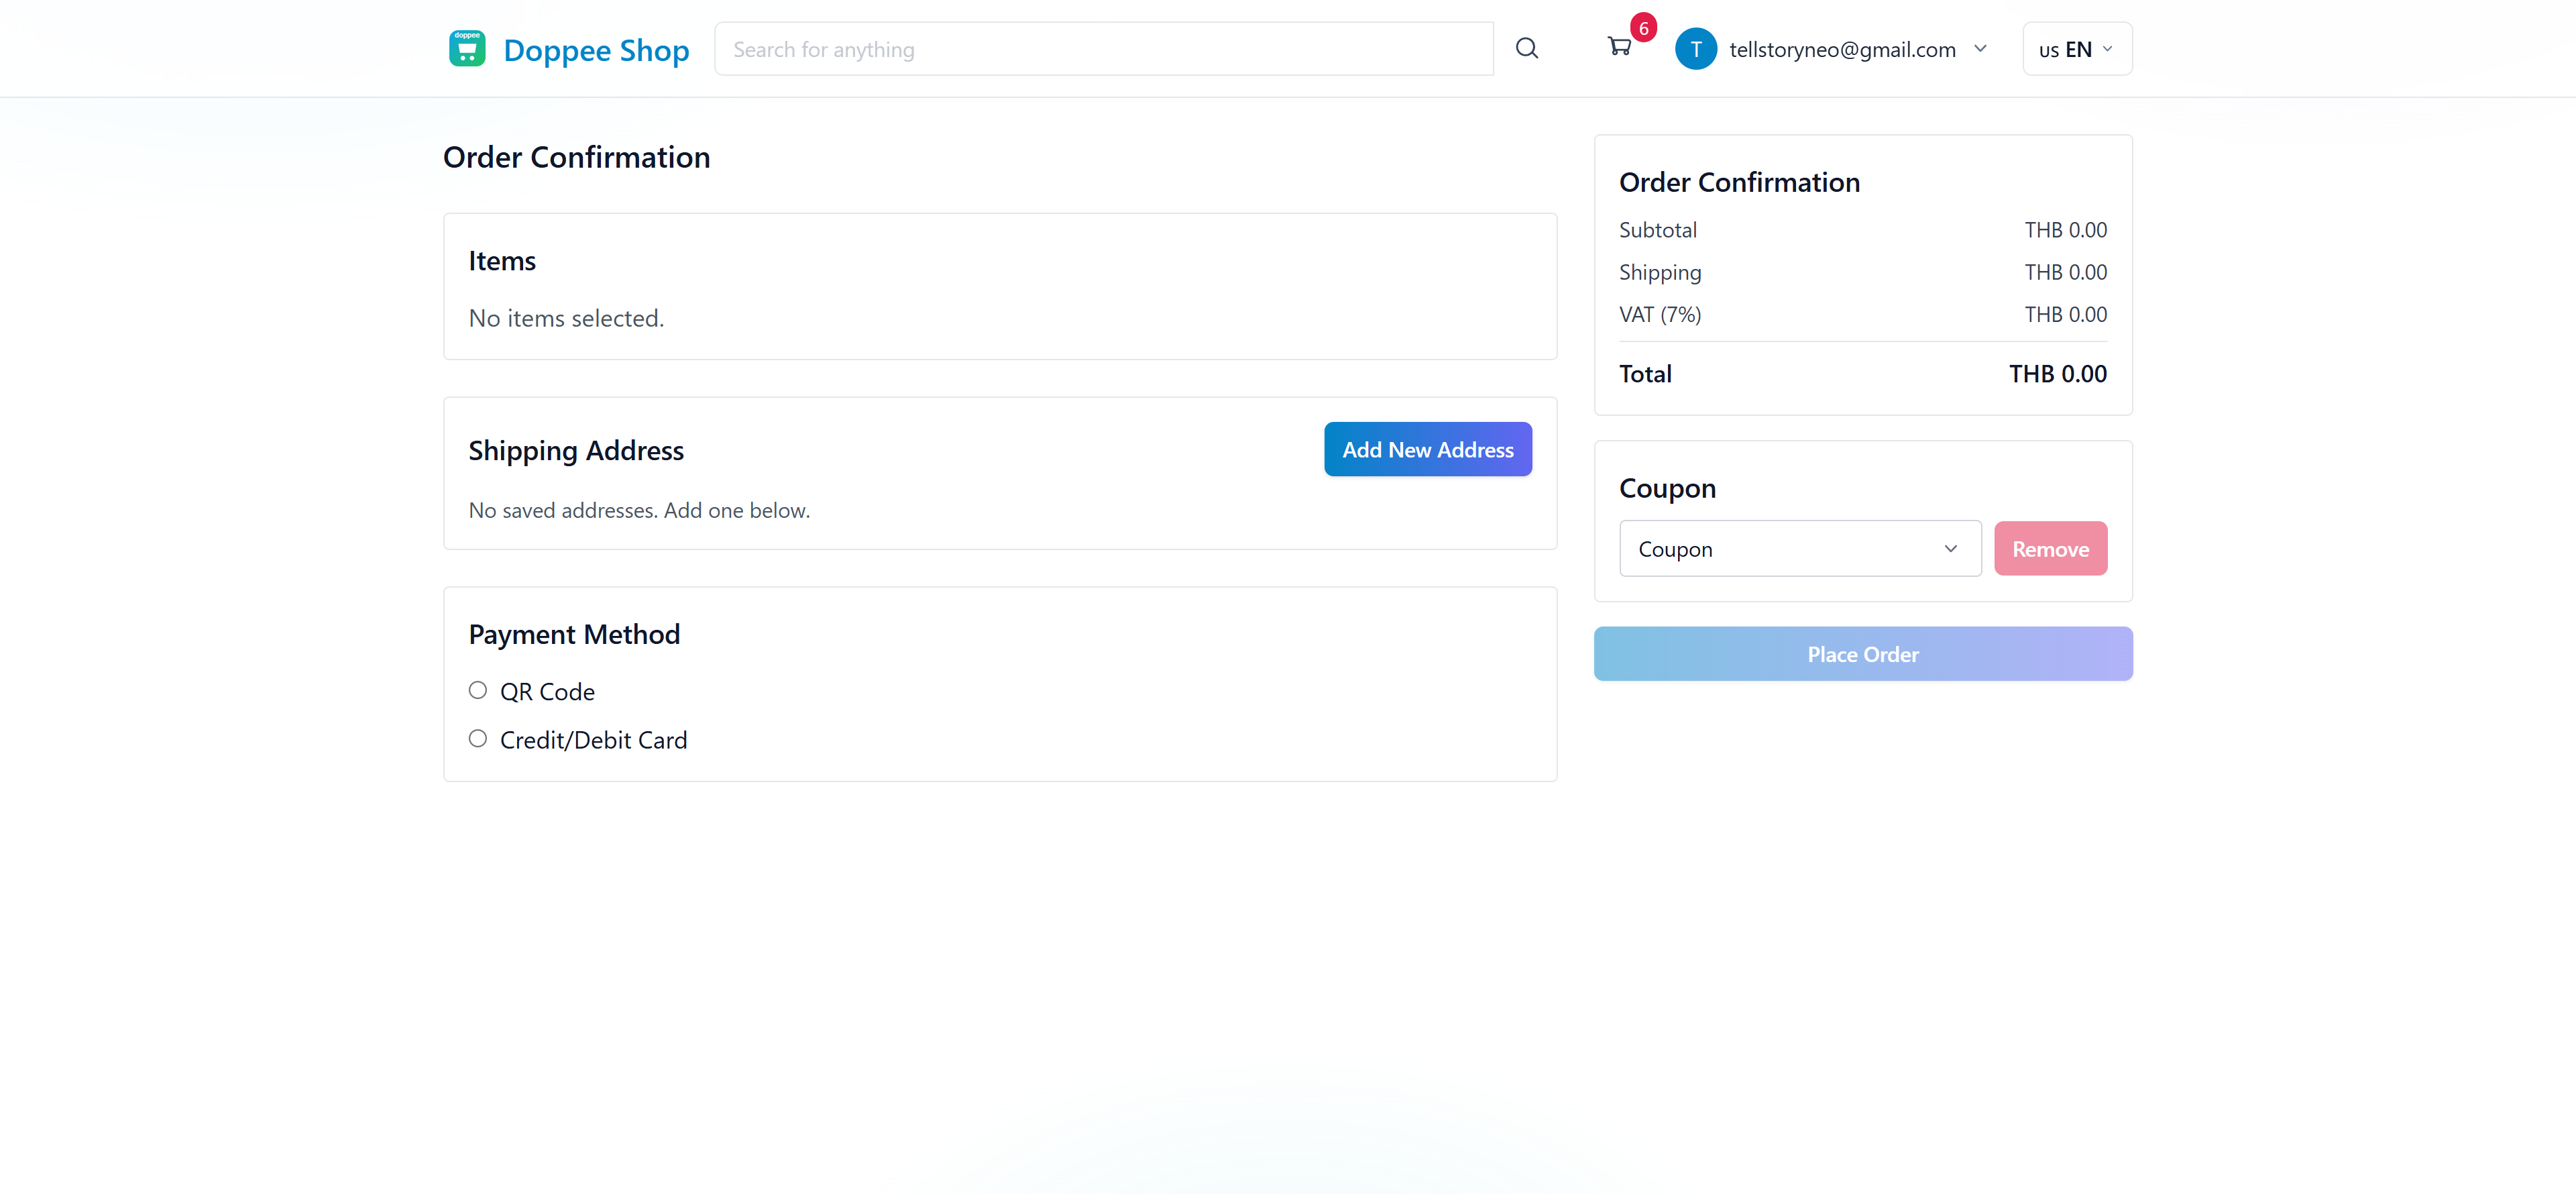 doppee
Doppee Shop
Search for anything
6
T
tellstoryneo@gmail.com
us EN
Order Confirmation
Items
No items selected.
Shipping Address
Add New Address
No saved addresses. Add one below.
Payment Method
QR Code
Credit/Debit Card
Order Confirmation
Subtotal THB 0.00
Shipping THB 0.00
VAT (7%) THB 0.00
Total THB 0.00
Coupon
Coupon
Remove
Place Order